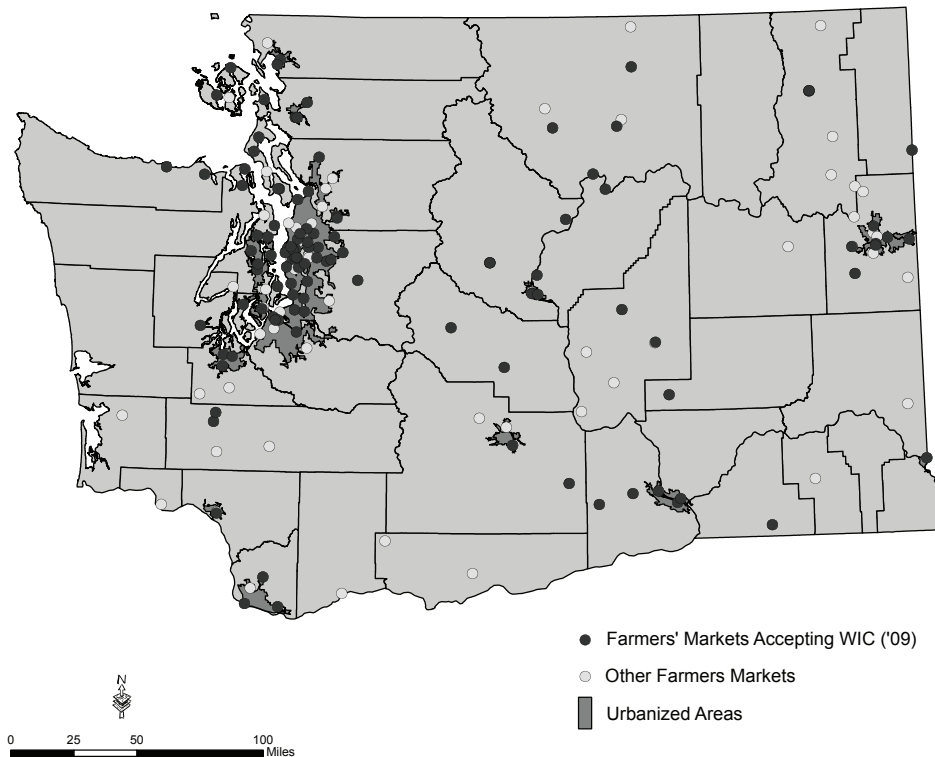 Farmers' Markets Accepting WIC ('09)
Other Farmers Markets
Urbanized Areas
N
0 25 50 100
Miles